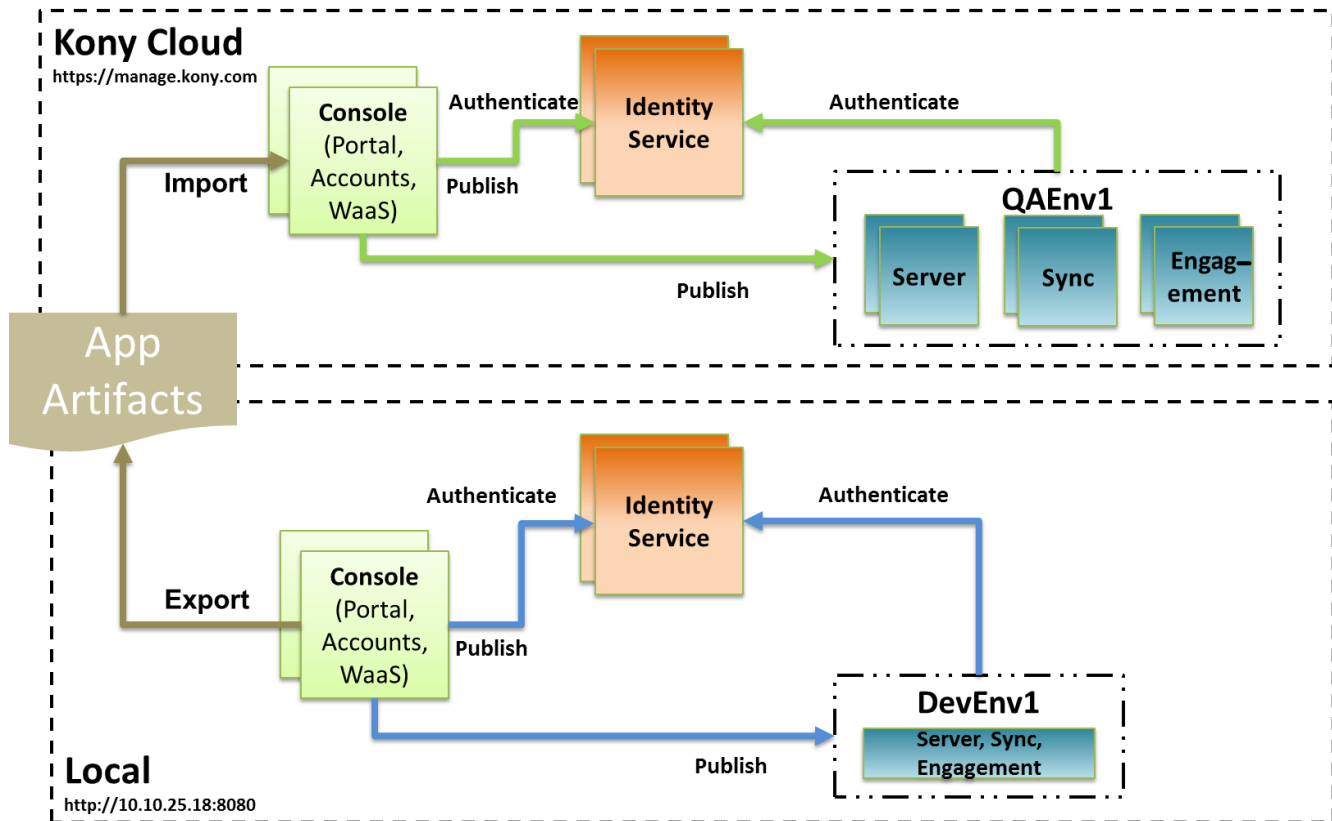 Kony Cloud
https://manage.kony.com
Console
(Portal,
Accounts,
WaaS)
Authenticate
Publish
Identity
Service
Authenticate
Import
Publish
QAEnv1
Server
Sync
Engag–
ement
App
Artifacts
Export
Console
(Portal,
Accounts,
WaaS)
Authenticate
Publish
Identity
Service
Authenticate
Publish
DevEnv1
Server, Sync,
Engagement
Local
http://10.10.25.18:8080